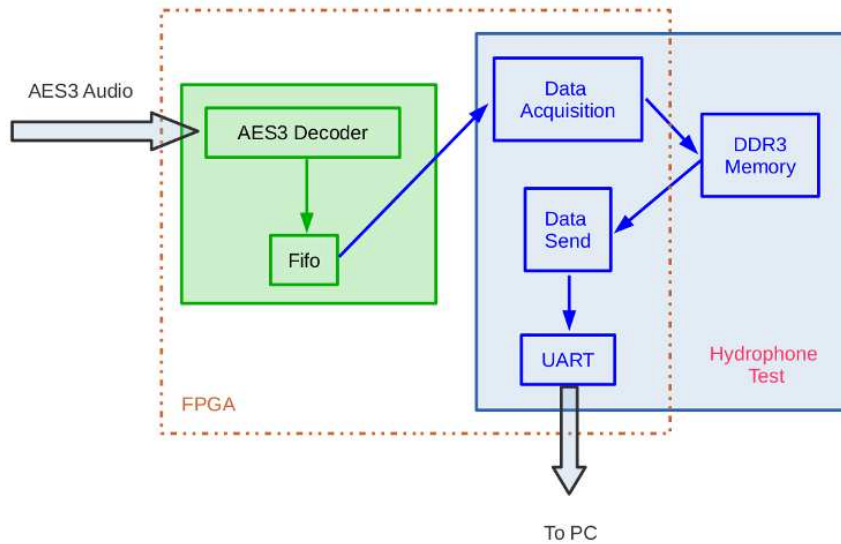 AES3 Audio
AES3 Decoder
Fifo
Data
Acquisition
DDR3
Memory
Data
Send
UART
Hydrophone
Test
FPGA
To PC